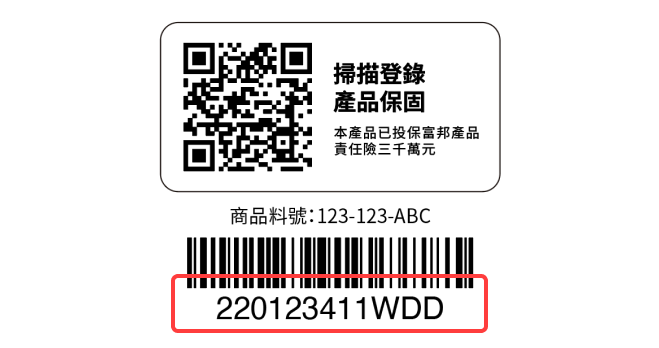 掃描登錄
產品保固
本產品已投保富邦產品
責任險三千萬元
商品料號：123-123-ABC
220123411WDD